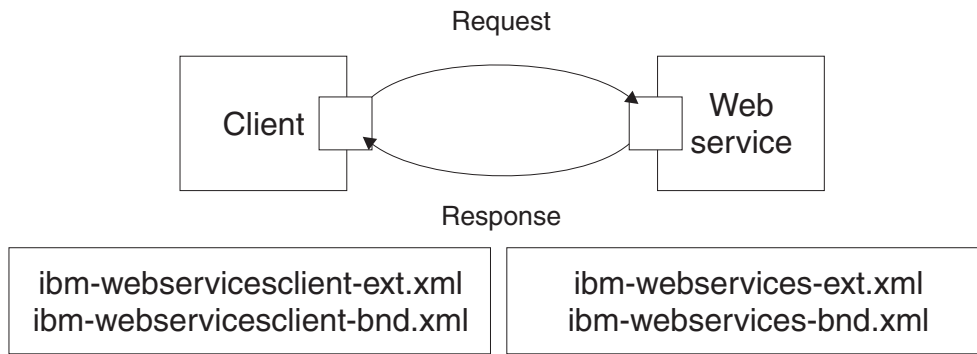 Request
Client
Web
service
Response
ibm-webservicesclient-ext.xml
ibm-webservicesclient-bnd.xml
ibm-webservices-ext.xml
ibm-webservices-bnd.xml